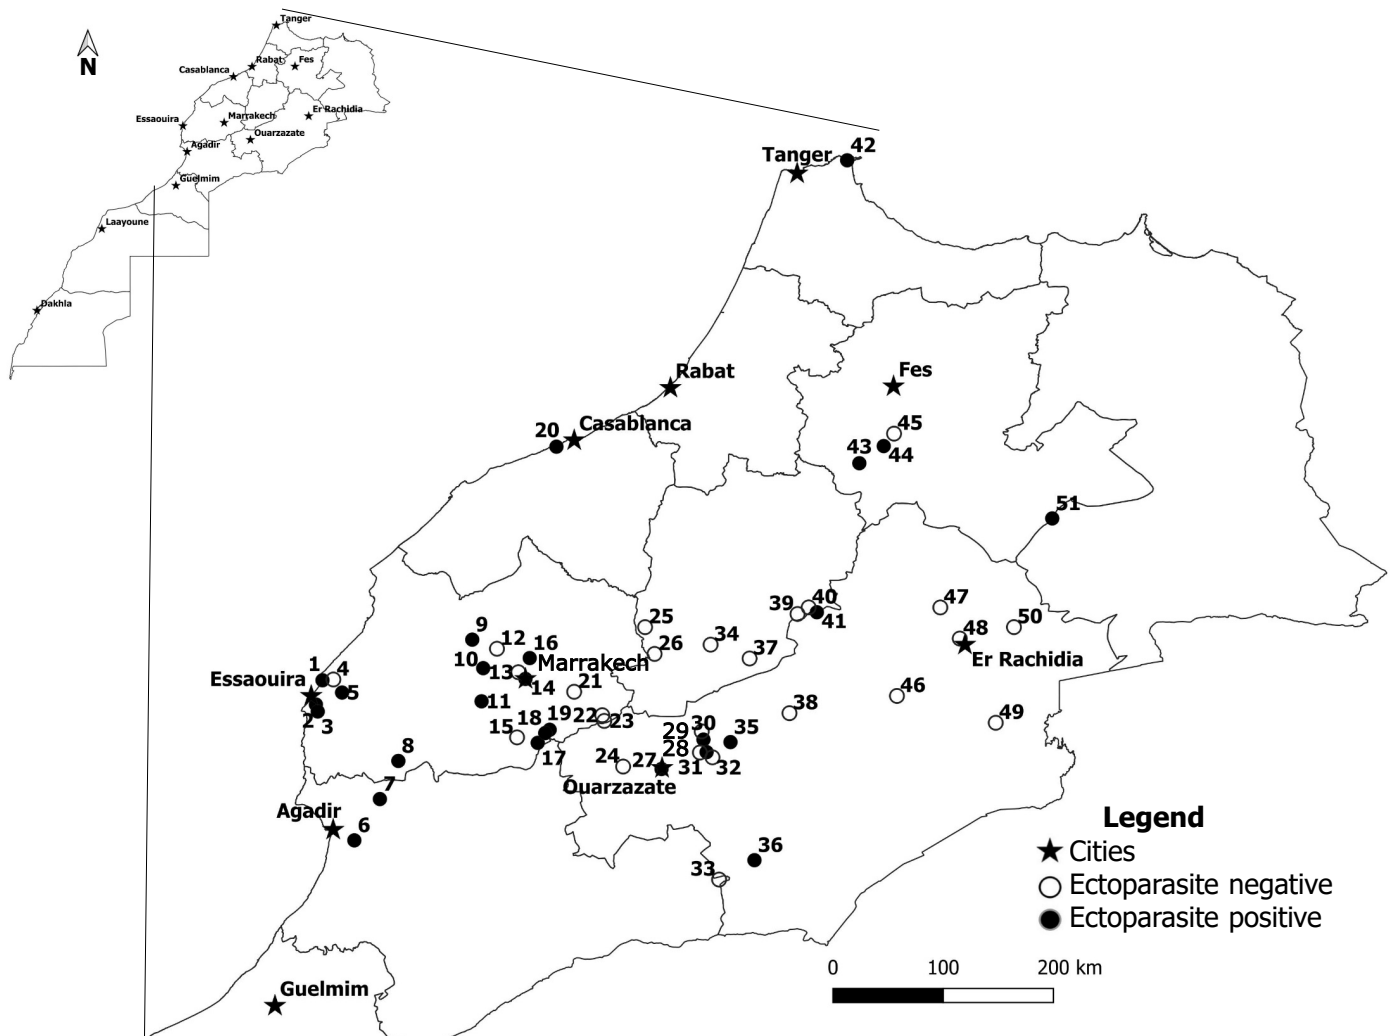 Tanger
N
Rabat
Fes
Casablanca
Er Rachidia
Essaouira
Marrakech
Ouarzazate
Agadir
Guelmim
Laayoune
Dakhla
42
Tanger
Rabat
Fes
45
20
Casablanca
43
44
51
9
12
16
25
26
34
37
39
40
41
47
48
50
Er Rachidia
1
4
Essaouira
5
2
3
10
13
Marrakech
14
21
11
46
49
38
15
18
19
22
23
17
29
30
35
24
27
28
31
32
Ouarzazate
8
7
Agadir
6
36
33
Legend
Cities
Ectoparasite negative
Ectoparasite positive
0 100 200 km
Guelmim